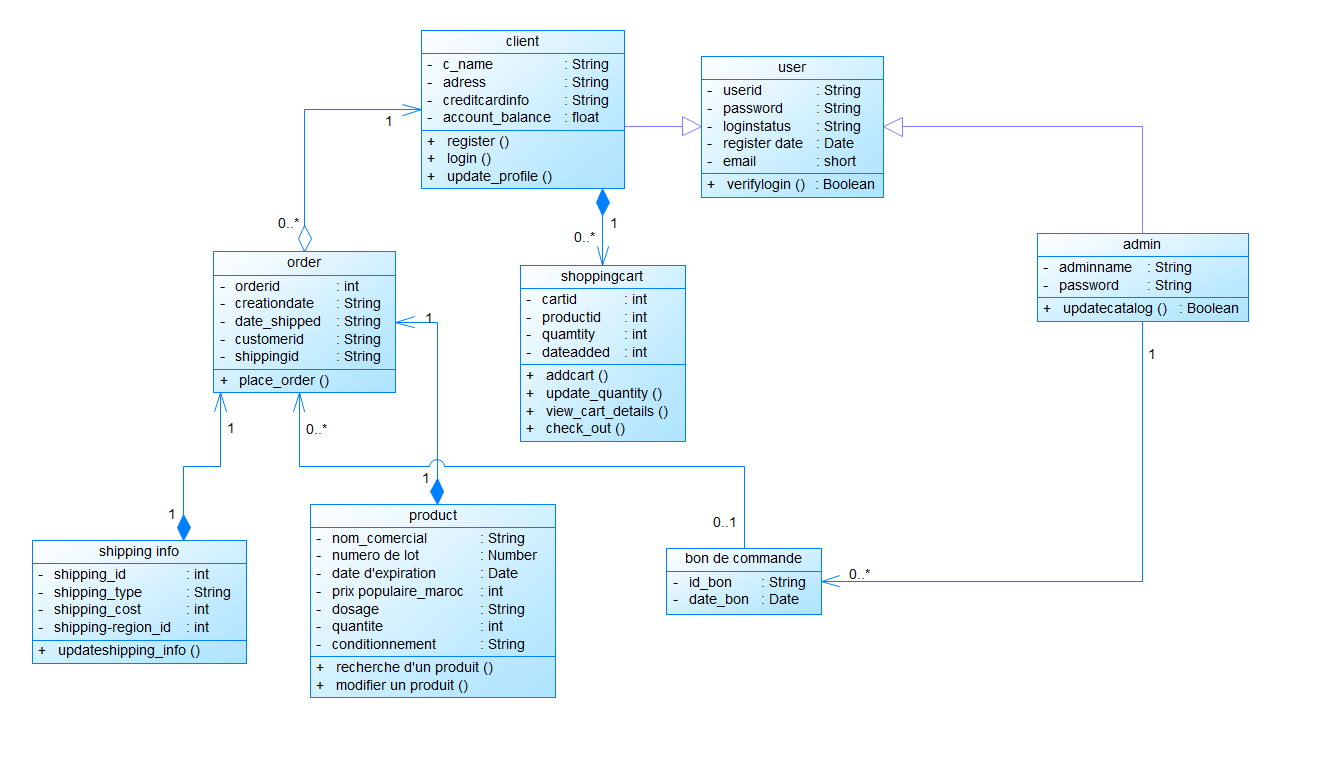 client
- c_name : String
- adress : String
- creditcardinfo : String
- account_balance : float
+ register ()
+ login ()
+ update_profile ()
user
- userid : String
- password : String
- loginstatus : String
- register date : Date
- email : short
+ verifylogin () : Boolean
1
0..*
1
0..*
admin
- adminname : String
- password : String
+ updatecatalog () : Boolean
order
- orderid : int
- creationdate : String
- date_shipped : String
- customerid : String
- shippingid : String
+ place_order ()
shoppingcart
- cartid : int
- productid : int
- quamtity : int
- dateadded : int
+ addcart ()
+ update_quantity ()
+ view_cart_details ()
+ check_out ()
1
1
1
0..*
1
1
0..1
0..*
shipping info
- shipping_id : int
- shipping_type : String
- shipping_cost : int
- shipping-region_id : int
+ updateshipping_info ()
product
- nom_comercial : String
- numero de lot : Number
- date d'expiration : Date
- prix populaire_maroc : int
- dosage : String
- quantite : int
- conditionnement : String
+ recherche d'un produit ()
+ modifier un produit ()
bon de commande
- id_bon : String
- date_bon : Date